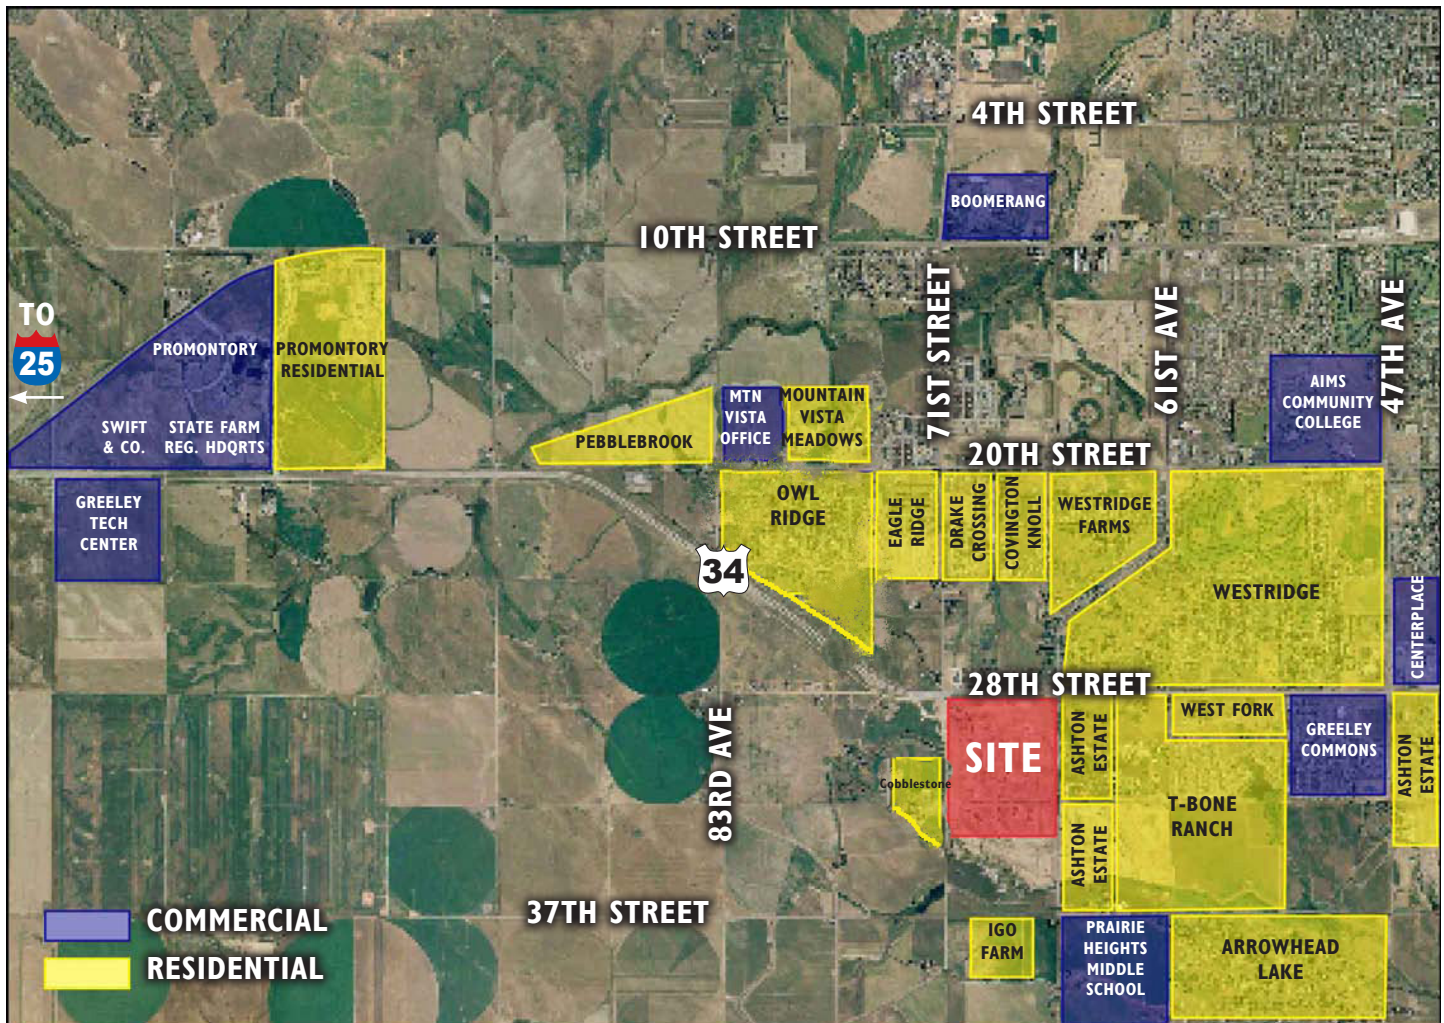 4TH STREET
BOOMERANG
10TH STREET
TO
25
PROMONTORY
SWIFT
& CO.
STATE FARM
REG. HDQRTS
PROMONTORY
RESIDENTIAL
71ST STREET
61ST AVE
47TH AVE
AIMS
COMMUNITY
COLLEGE
PEBBLEBROOK
MTN
VISTA
OFFICE
MOUNTAIN
VISTA
MEADOWS
20TH STREET
GREELEY
TECH
CENTER
OWL
RIDGE
EAGLE
RIDGE
DRAKE
CROSSING
COVINGTON
KNOLL
WESTRIDGE
FARMS
WESTRIDGE
34
CENTERPLACE
28TH STREET
83RD AVE
Cobblestone
SITE
ASHTON
ESTATE
WEST FORK
GREELEY
COMMONS
ASHTON
ESTATE
T-BONE
RANCH
ASHTON
ESTATE
37TH STREET
COMMERCIAL
RESIDENTIAL
IGO
FARM
PRAIRIE
HEIGHTS
MIDDLE
SCHOOL
ARROWHEAD
LAKE